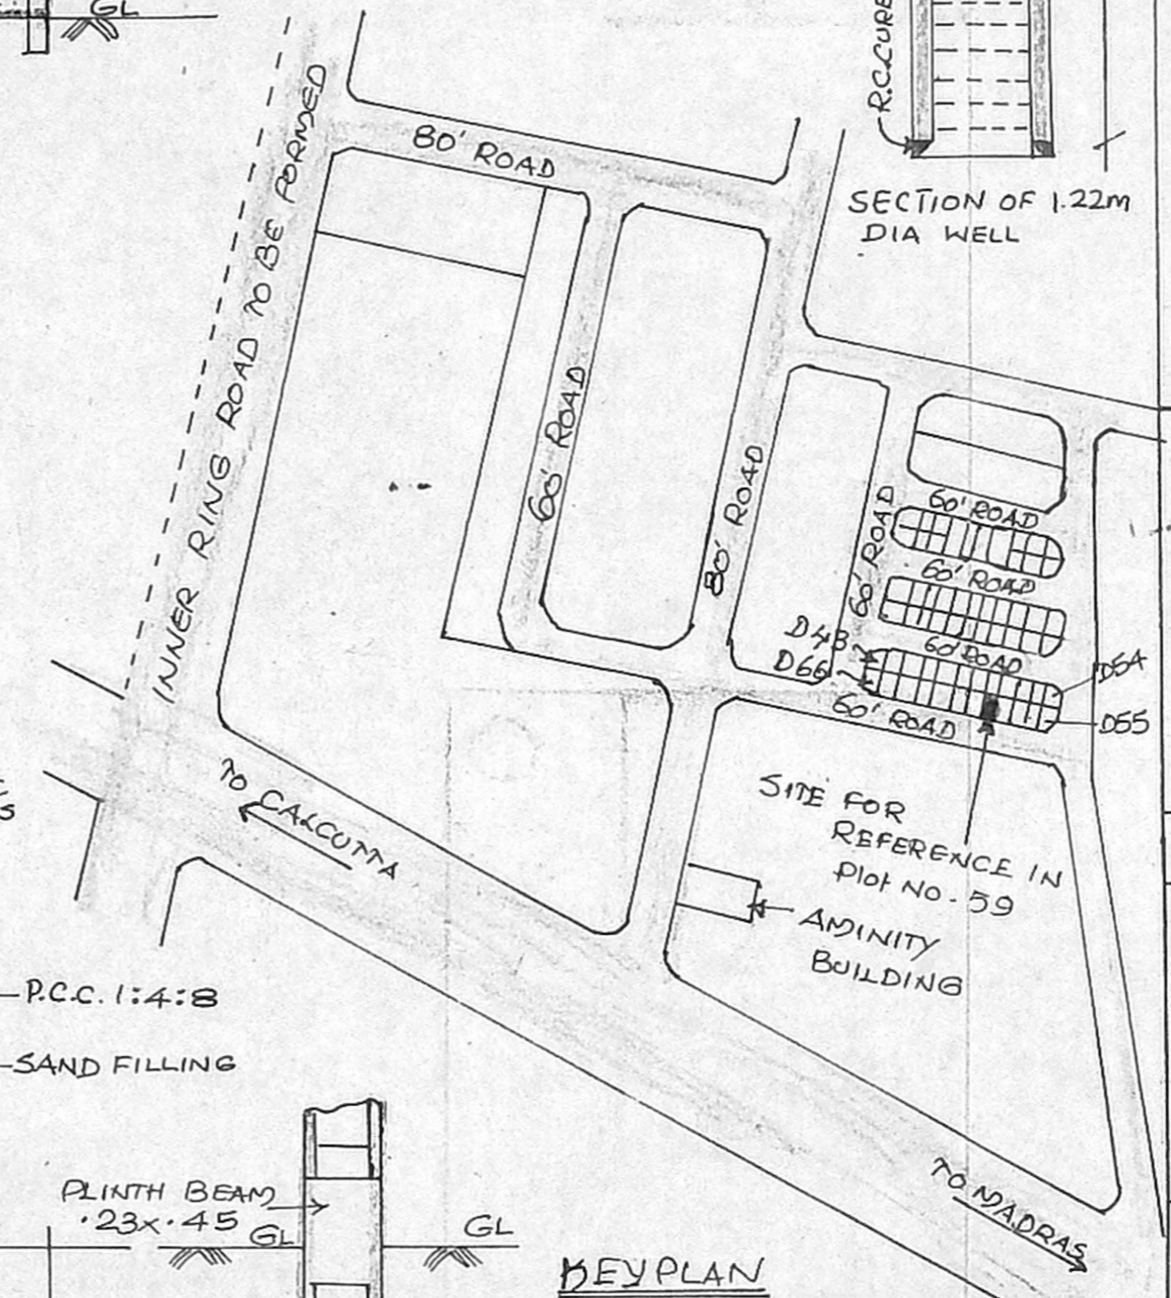 GL
R.C.CURB
80' ROAD
SECTION OF 1.22m
DIA WELL
INNER RING ROAD TO BE FORMED
60' ROAD
80' ROAD
60' ROAD
60' ROAD
60' ROAD
60' ROAD
D48
D66
D54
D55
60' ROAD
SITE FOR
REFERENCE IN
Plot NO. 59
TO CALCUTTA
AMINITY
BUILDING
P.C.C. 1:4:8
SAND FILLING
PLINTH BEAM
.23x.45
GL
GL
TO MADRAS
KEY PLAN